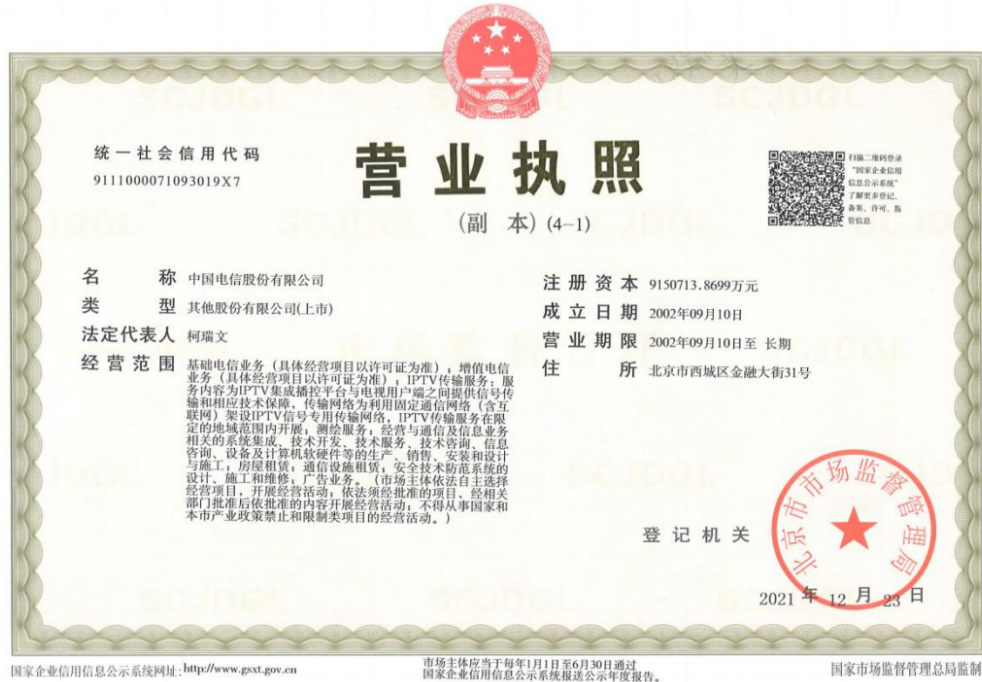 统一社会信用代码
9111000071093019X7
营业执照
(副 本) (4-1)
扫描二维码登录
“国家企业信用
信息公示系统”
了解更多登记、
备案、许可、监
管信息
名 称 中国电信股份有限公司
类 型 其他股份有限公司(上市)
法定代表人 柯瑞文
经营范围 基础电信业务（具体经营项目以许可证为准）；增值电信
业务（具体经营项目以许可证为准）；IPTV传输服务：服
务内容为IPTV集成播控平台与电视用户端之间提供信号传
输和相应技术保障，传输网络为利用固定通信网络（含互
联网）架设IPTV信号专用传输网络，IPTV传输服务在限
定的地域范围内开展；测绘服务；经营与通信及信息业务
相关的系统集成、技术开发、技术服务、技术咨询、信息
咨询、设备及计算机软硬件等的生产、销售、安装和设计
与施工；房屋租赁；通信设施租赁；安全技术防范系统的
设计、施工和维修；广告业务。（市场主体依法自主选择
经营项目，开展经营活动；依法须经批准的项目，经相关
部门批准后依批准的内容开展经营活动；不得从事国家和
本市产业政策禁止和限制类项目的经营活动。）
注册资本 9150713.8699万元
成立日期 2002年09月10日
营业期限 2002年09月10日至 长期
住 所 北京市西城区金融大街31号
登记机关
北京市市场监督管理局
2021 年 12 月 23 日
国家企业信用信息公示系统网址：http://www.gsxt.gov.cn
市场主体应当于每年1月1日至6月30日通过
国家企业信用信息公示系统报送公示年度报告。
国家市场监督管理总局监制